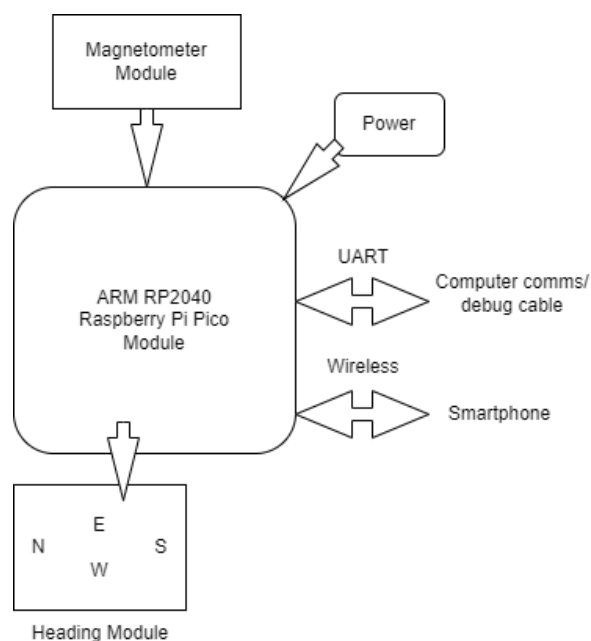 Magnetometer
Module
Power
UART
Computer comms/
debug cable
ARM RP2040
Raspberry Pi Pico
Module
Wireless
Smartphone
E
N S
W
Heading Module